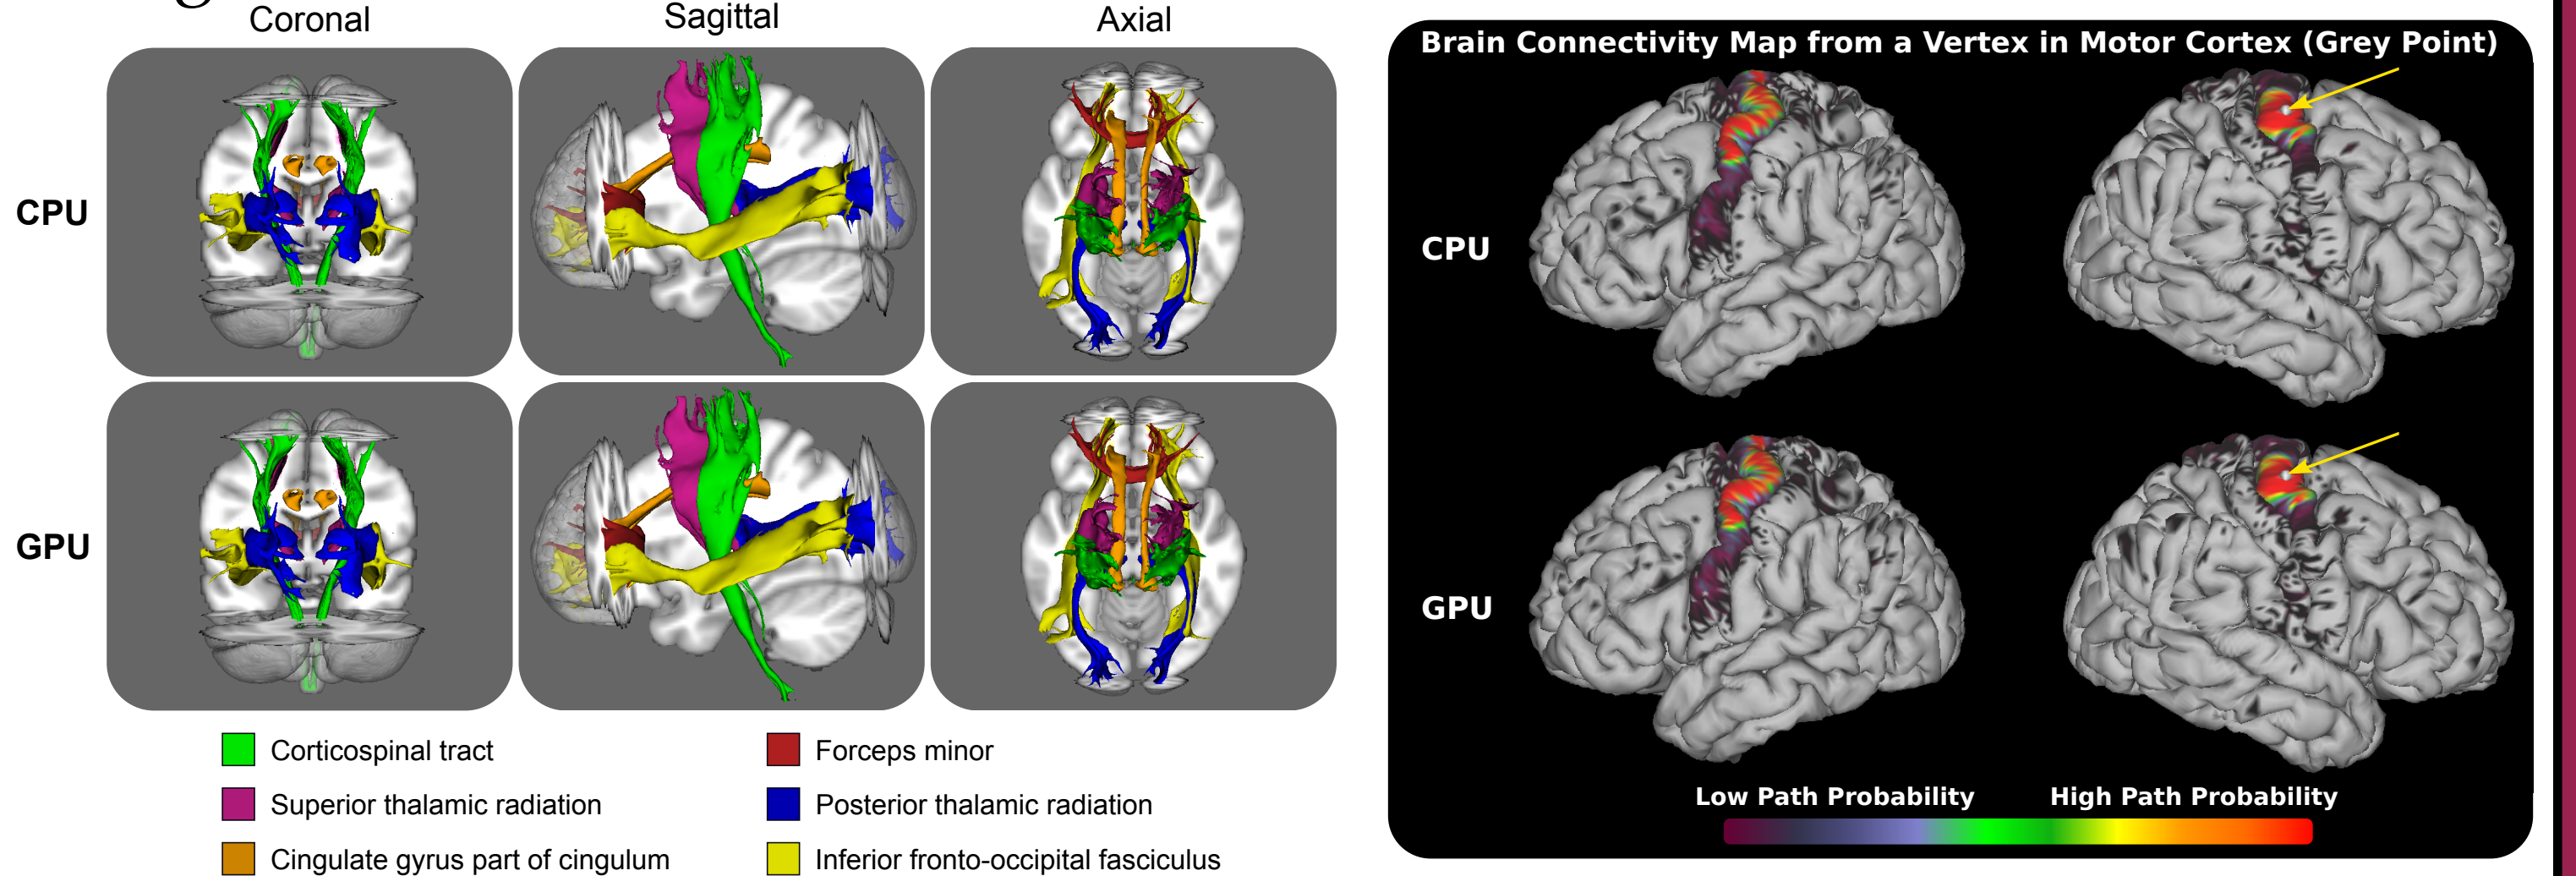 Coronal
Sagittal
Axial
CPU
GPU
Corticospinal tract
Forceps minor
Superior thalamic radiation
Posterior thalamic radiation
Cingulate gyrus part of cingulum
Inferior fronto-occipital fasciculus
Brain Connectivity Map from a Vertex in Motor Cortex (Grey Point)
CPU
GPU
Low Path Probability
High Path Probability